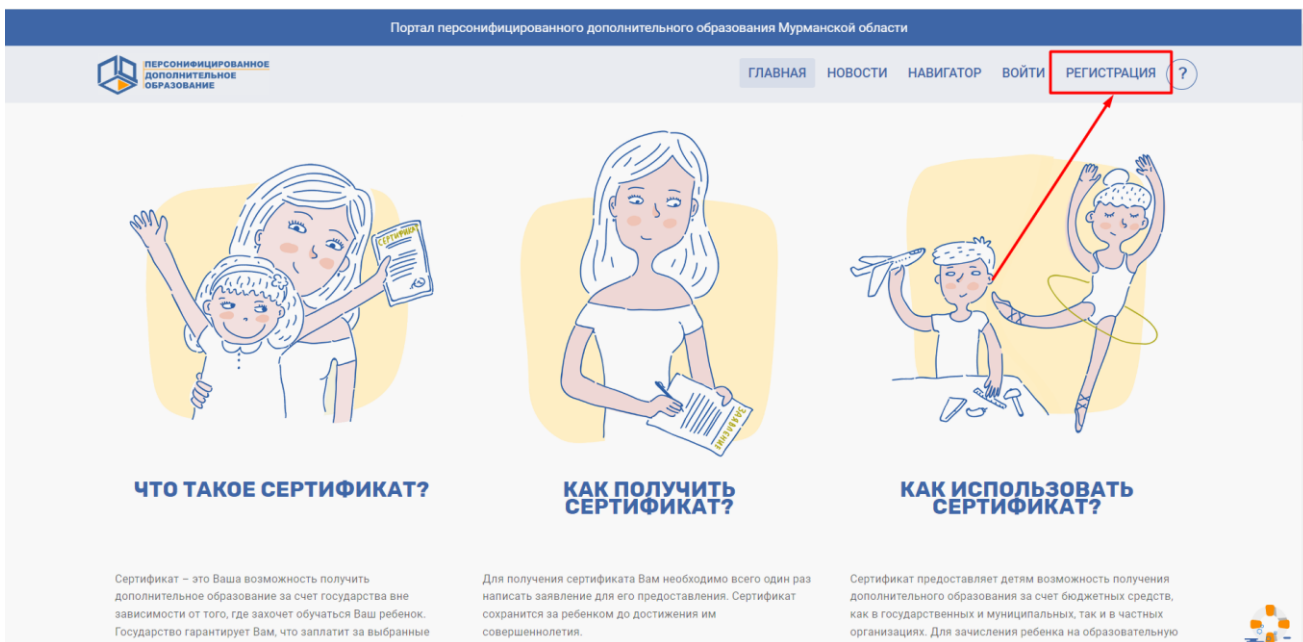 Портал персонифицированного дополнительного образования Мурманской области
ПЕРСОНИФИЦИРОВАННОЕ
ДОПОЛНИТЕЛЬНОЕ
ОБРАЗОВАНИЕ
ГЛАВНАЯ НОВОСТИ НАВИГАТОР ВОЙТИ РЕГИСТРАЦИЯ ?
СЕРТИФИКАТ
ЗАЯВЛЕНИЕ
ЧТО ТАКОЕ СЕРТИФИКАТ?
Сертификат – это Ваша возможность получить
дополнительное образование за счет государства вне
зависимости от того, где захочет обучаться Ваш ребенок.
Государство гарантирует Вам, что заплатит за выбранные
КАК ПОЛУЧИТЬ
СЕРТИФИКАТ?
Для получения сертификата Вам необходимо всего один раз
написать заявление для его предоставления. Сертификат
сохранится за ребенком до достижения им
совершеннолетия.
КАК ИСПОЛЬЗОВАТЬ
СЕРТИФИКАТ?
Сертификат предоставляет детям возможность получения
дополнительного образования за счет бюджетных средств,
как в государственных и муниципальных, так и в частных
организациях. Для зачисления ребенка на образовательную